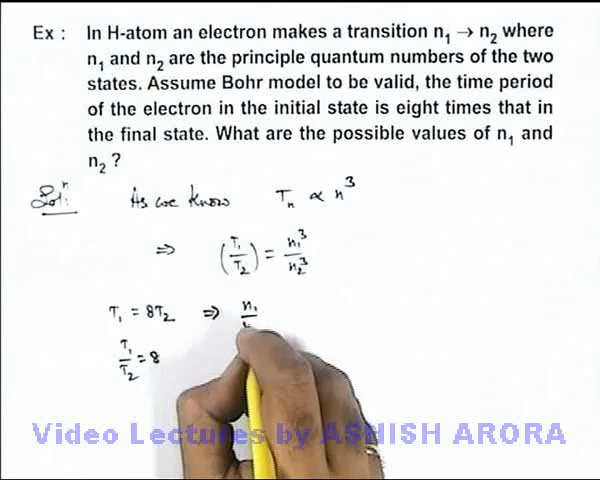 Ex : In H-atom an electron makes a transition n₁ → n₂ where
n₁ and n₂ are the principle quantum numbers of the two
states. Assume Bohr model to be valid, the time period
of the electron in the initial state is eight times that in
the final state. What are the possible values of n₁ and
n₂ ?
Solⁿ: As we know Tₙ ∝ n³
⇒ (T₁/T₂) = n₁³/n₂³
T₁ = 8T₂ ⇒ n₁
T₁/T₂ = 8
Video Lectures by ASHISH ARORA